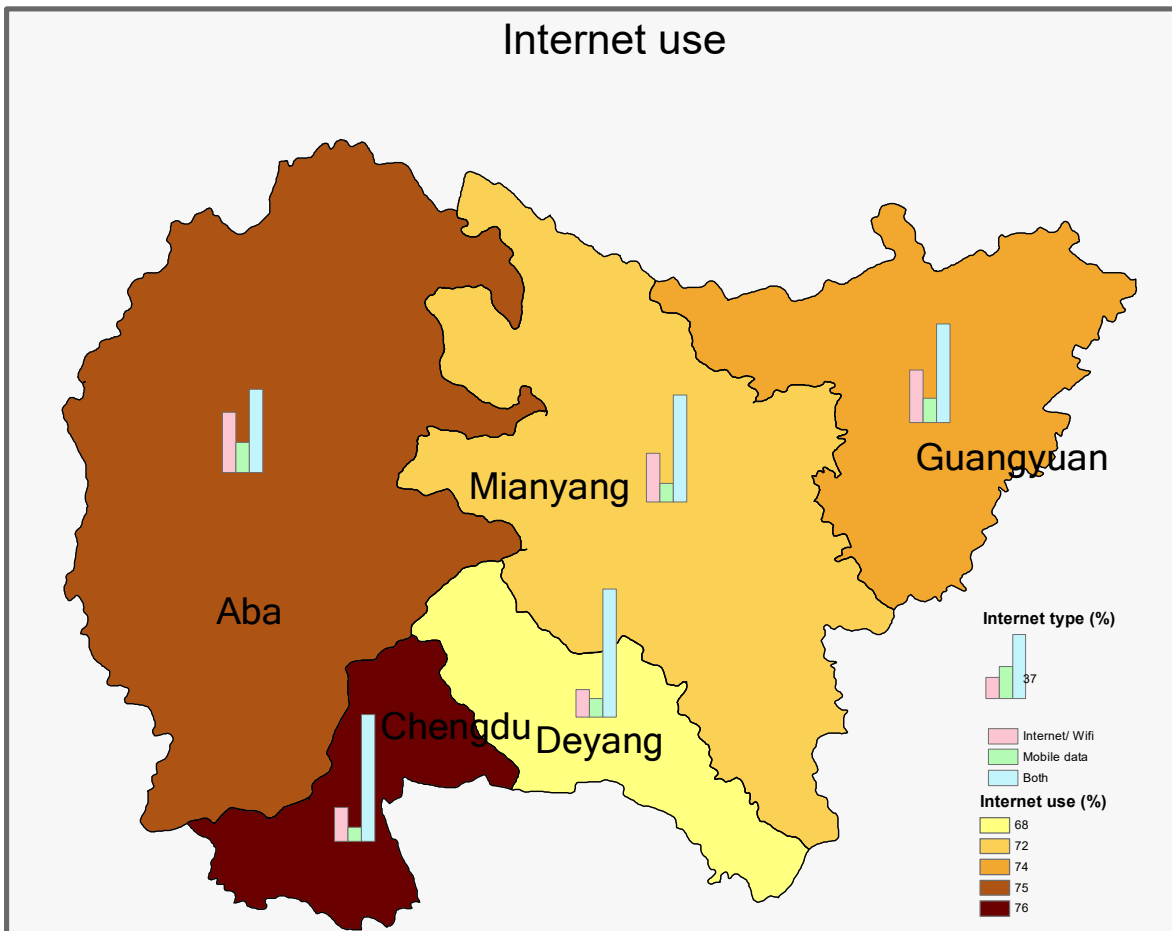 Internet use
Guangyuan
Mianyang
Aba
Chengdu
Deyang
Internet type (%)
37
Internet/ Wifi
Mobile data
Both
Internet use (%)
68
72
74
75
76